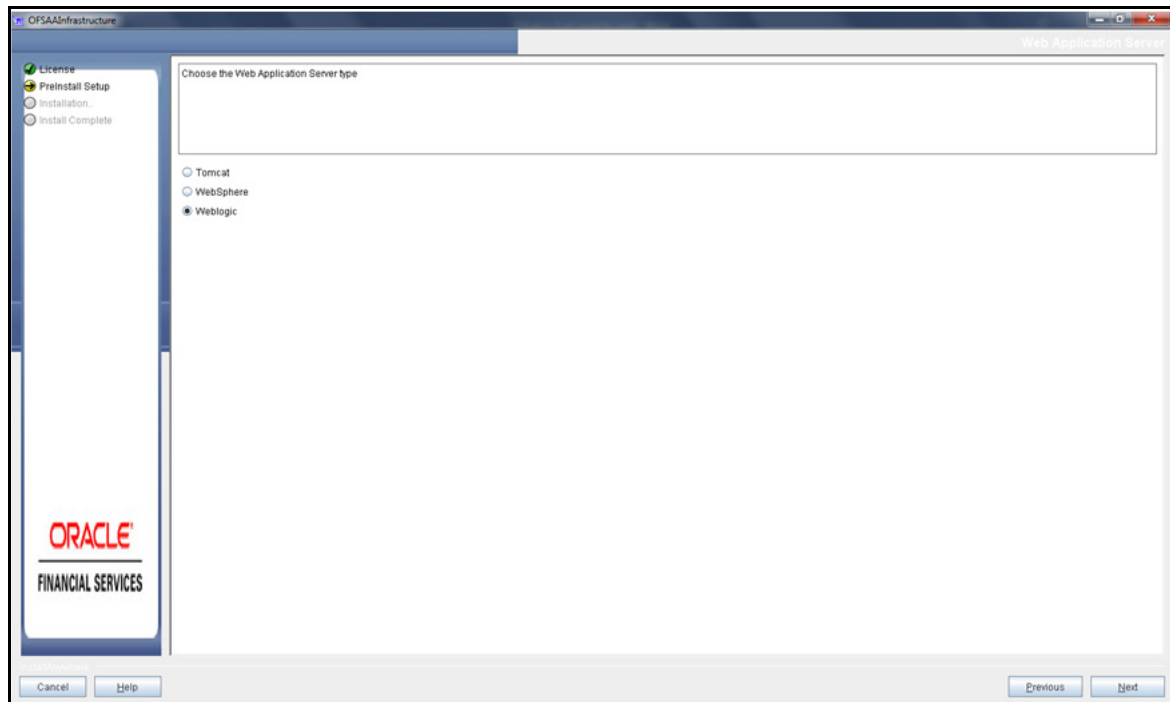 OFSAAInfrastructure
Web Application Server
License
PreInstall Setup
Installation..
Install Complete
Choose the Web Application Server type
Tomcat
WebSphere
Weblogic
ORACLE
FINANCIAL SERVICES
InstallAnywhere
Cancel
Help
Previous
Next